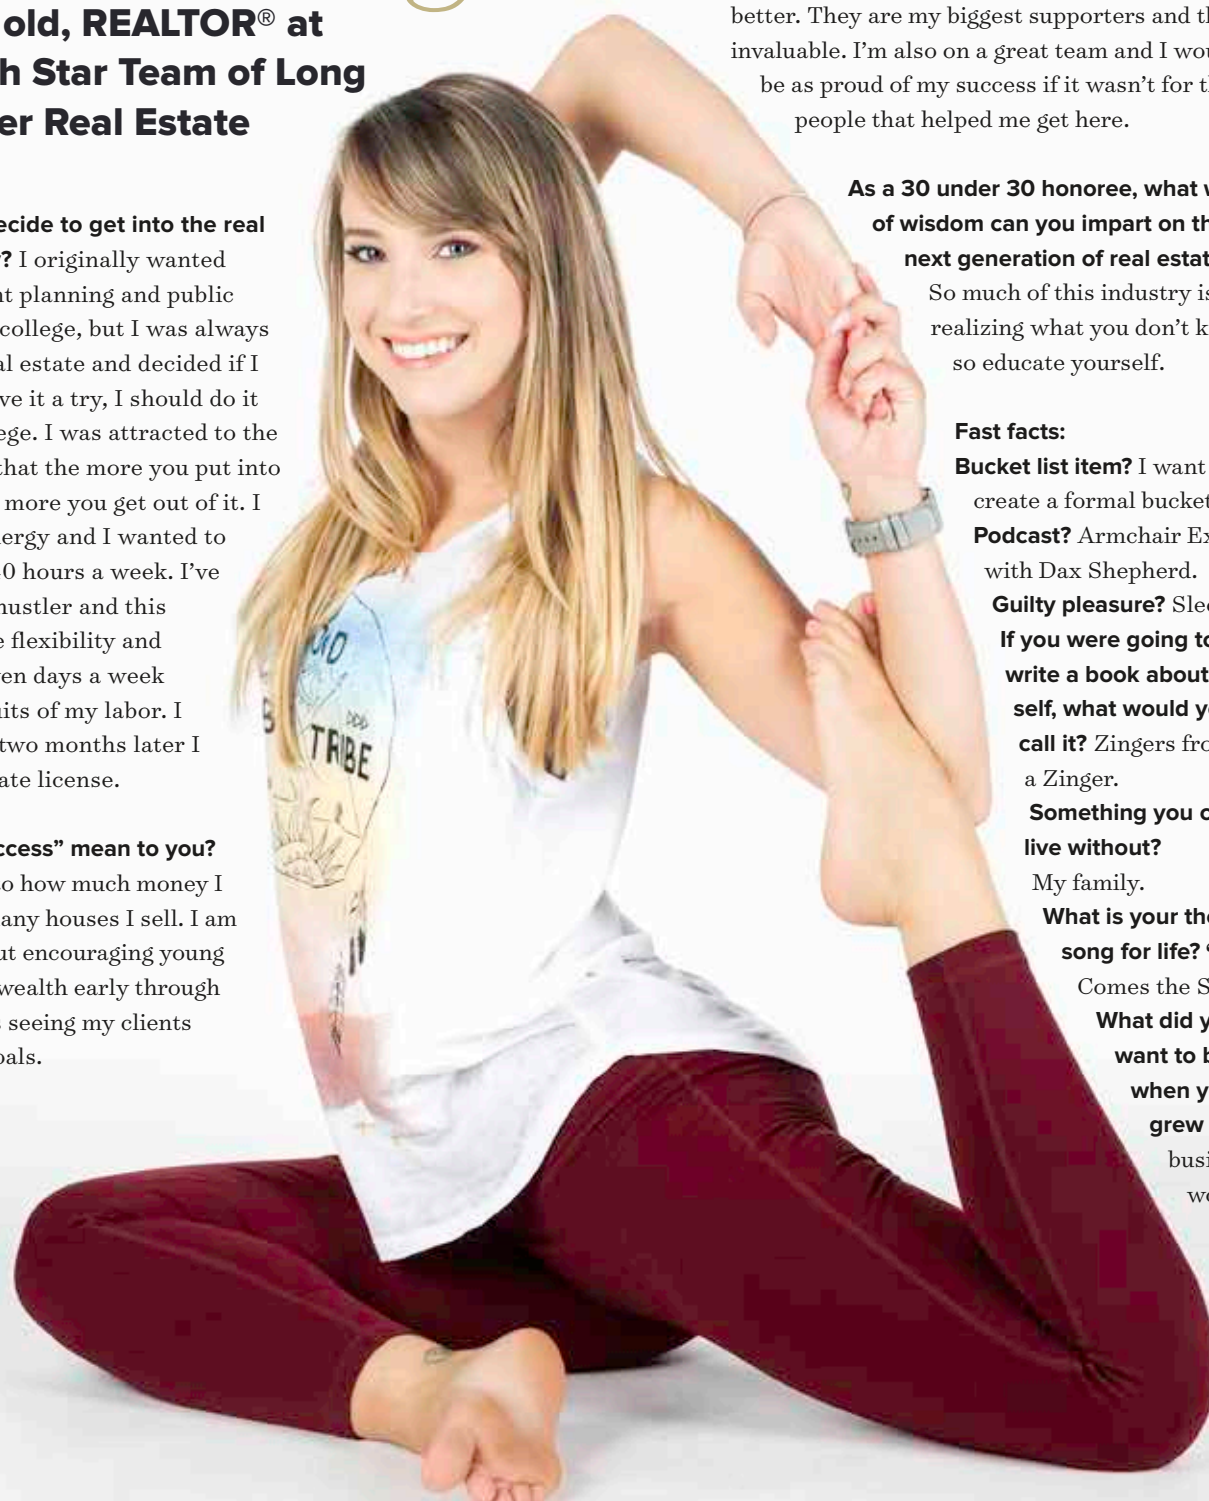 old, REALTOR® at
h Star Team of Long
er Real Estate
ecide to get into the real
? I originally wanted
nt planning and public
college, but I was always
al estate and decided if I
ve it a try, I should do it
ege. I was attracted to the
that the more you put into
more you get out of it. I
ergy and I wanted to
0 hours a week. I've
hustler and this
e flexibility and
en days a week
its of my labor. I
two months later I
ate license.
ccess” mean to you?
o how much money I
any houses I sell. I am
ut encouraging young
wealth early through
s seeing my clients
oals.
TRIBE
better. They are my biggest supporters and th
invaluable. I'm also on a great team and I wou
be as proud of my success if it wasn't for th
people that helped me get here.
As a 30 under 30 honoree, what w
of wisdom can you impart on th
next generation of real estat
So much of this industry is
realizing what you don't k
so educate yourself.
Fast facts:
Bucket list item? I want
create a formal bucket
Podcast? Armchair Ex
with Dax Shepherd.
Guilty pleasure? Slee
If you were going to
write a book about
self, what would yo
call it? Zingers fro
a Zinger.
Something you c
live without?
My family.
What is your the
song for life? “
Comes the S
What did y
want to b
when y
grew
busi
wo